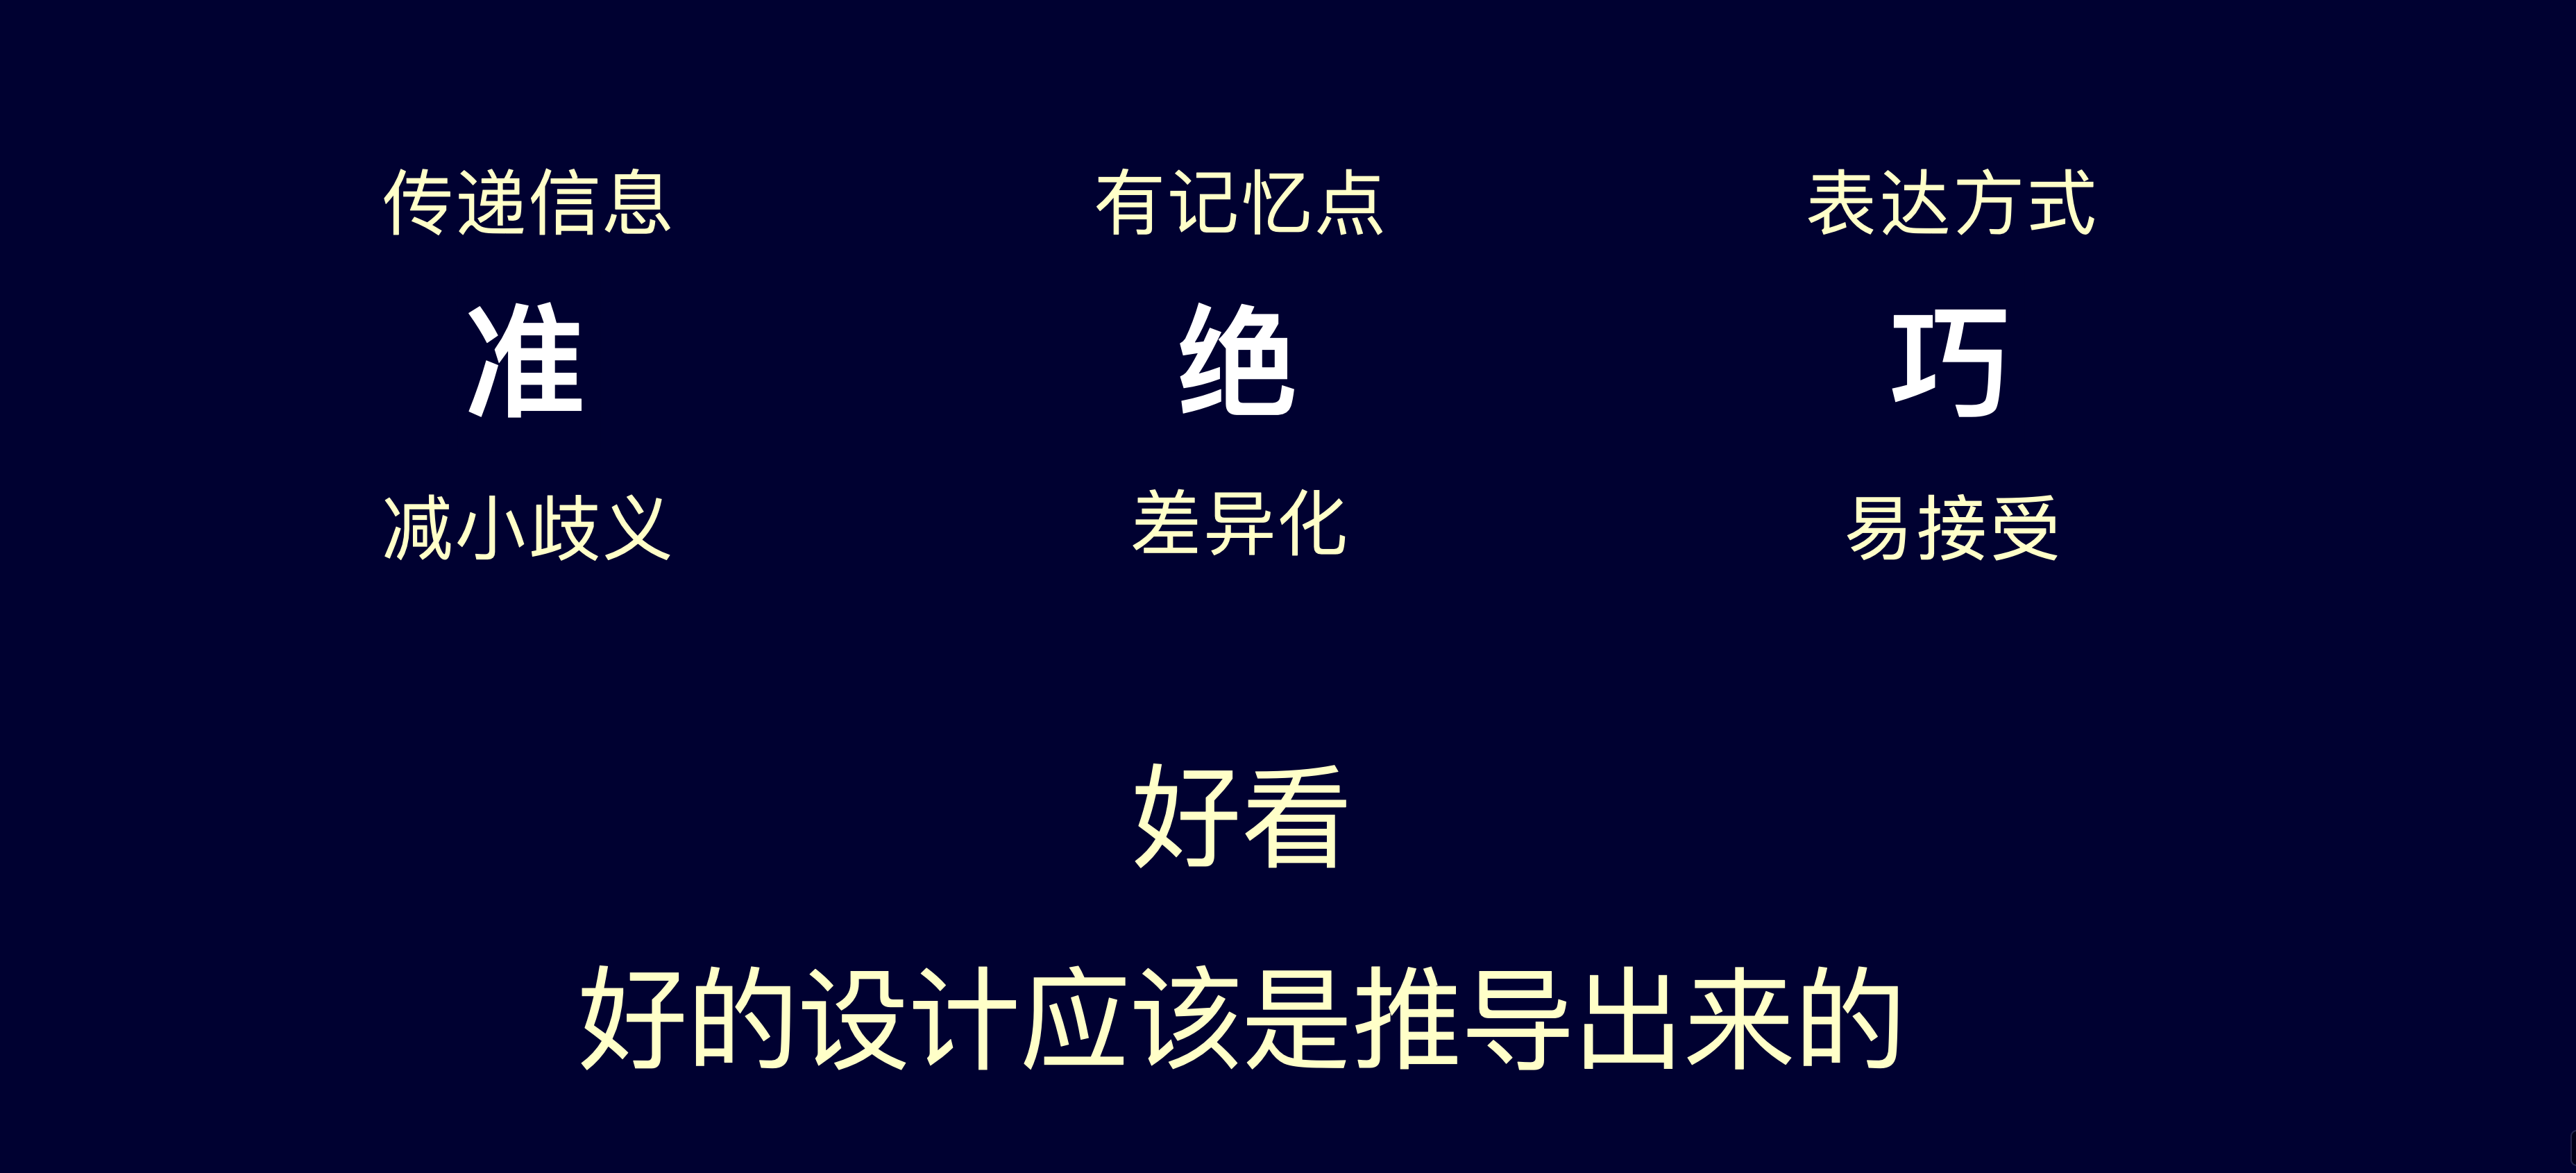 传递信息 有记忆点 表达方式
准 绝 巧
减小歧义 差异化 易接受
好看
好的设计应该是推导出来的